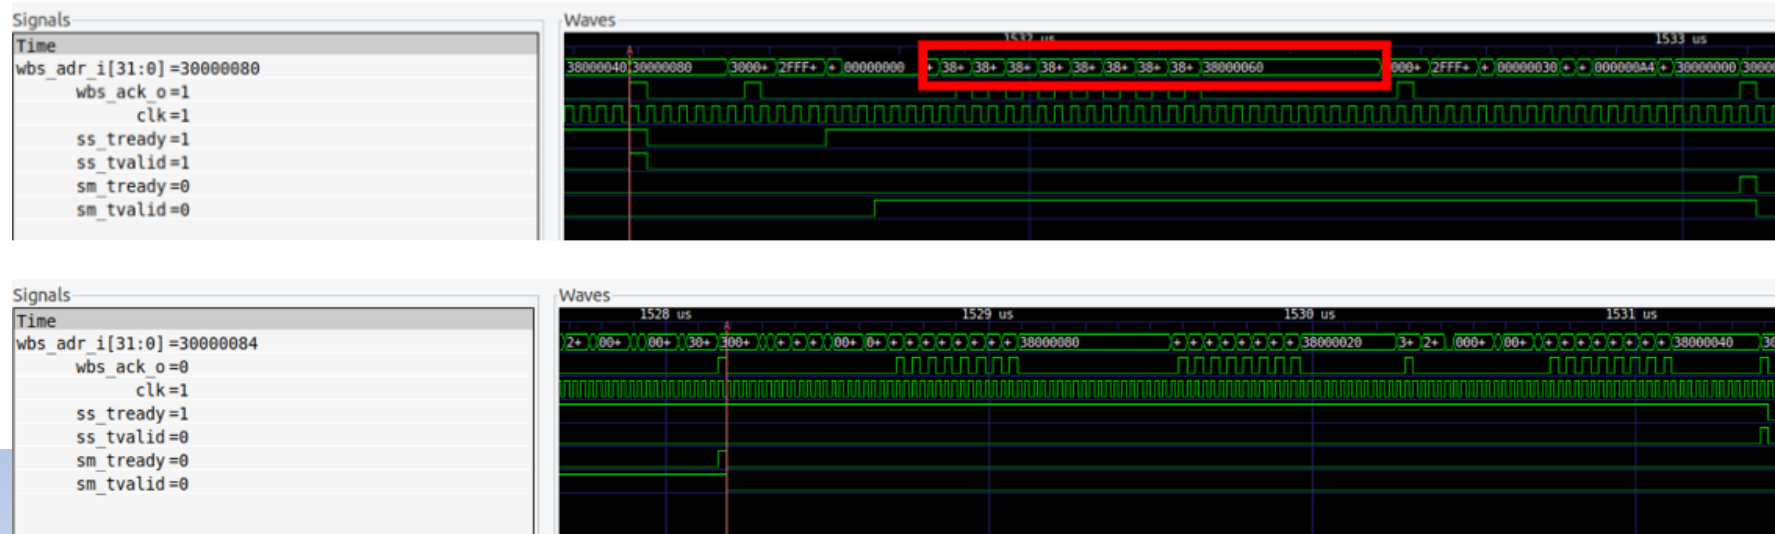 Signals
Waves
Time
1532 us
1533 us
wbs_adr_i[31:0] =30000080
38000040 30000080 3000+ 2FFF+ + 00000000 + 38+ 38+ 38+ 38+ 38+ 38+ 38+ 38+ 38000060 000+ 2FFF+ + 00000030 + + 000000A4 + 30000000 3000
wbs_ack_o=1
clk=1
ss_tready=1
ss_tvalid=1
sm_tready=0
sm_tvalid=0
Signals
Waves
Time
1528 us
1529 us
1530 us
1531 us
wbs_adr_i[31:0] =30000084
2+ 00+ 00+ 30+ 300+ + + + 00+ 0+ + + + + + + + 38000080 + + + + + + + 38000020 3+ 2+ 000+ 00+ + + + + + + + 38000040 30
wbs_ack_o=0
clk=1
ss_tready=1
ss_tvalid=0
sm_tready=0
sm_tvalid=0